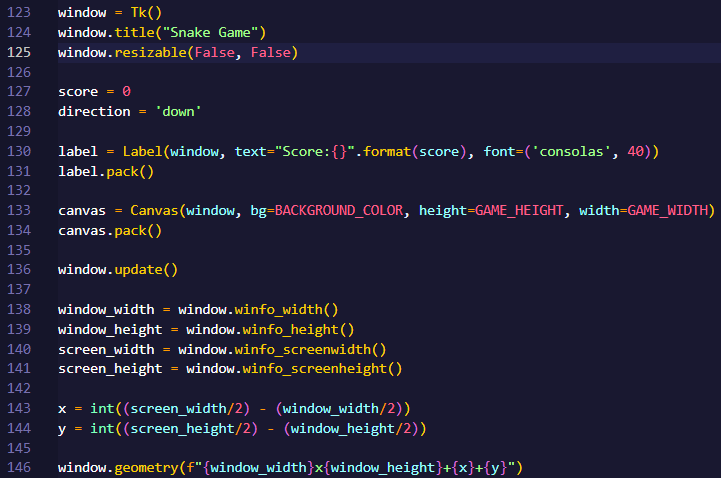 123 window = Tk()
124 window.title("Snake Game")
125 window.resizable(False, False)
126
127 score = 0
128 direction = 'down'
129
130 label = Label(window, text="Score:{}".format(score), font=('consolas', 40))
131 label.pack()
132
133 canvas = Canvas(window, bg=BACKGROUND_COLOR, height=GAME_HEIGHT, width=GAME_WIDTH)
134 canvas.pack()
135
136 window.update()
137
138 window_width = window.winfo_width()
139 window_height = window.winfo_height()
140 screen_width = window.winfo_screenwidth()
141 screen_height = window.winfo_screenheight()
142
143 x = int((screen_width/2) - (window_width/2))
144 y = int((screen_height/2) - (window_height/2))
145
146 window.geometry(f"{window_width}x{window_height}+{x}+{y}")